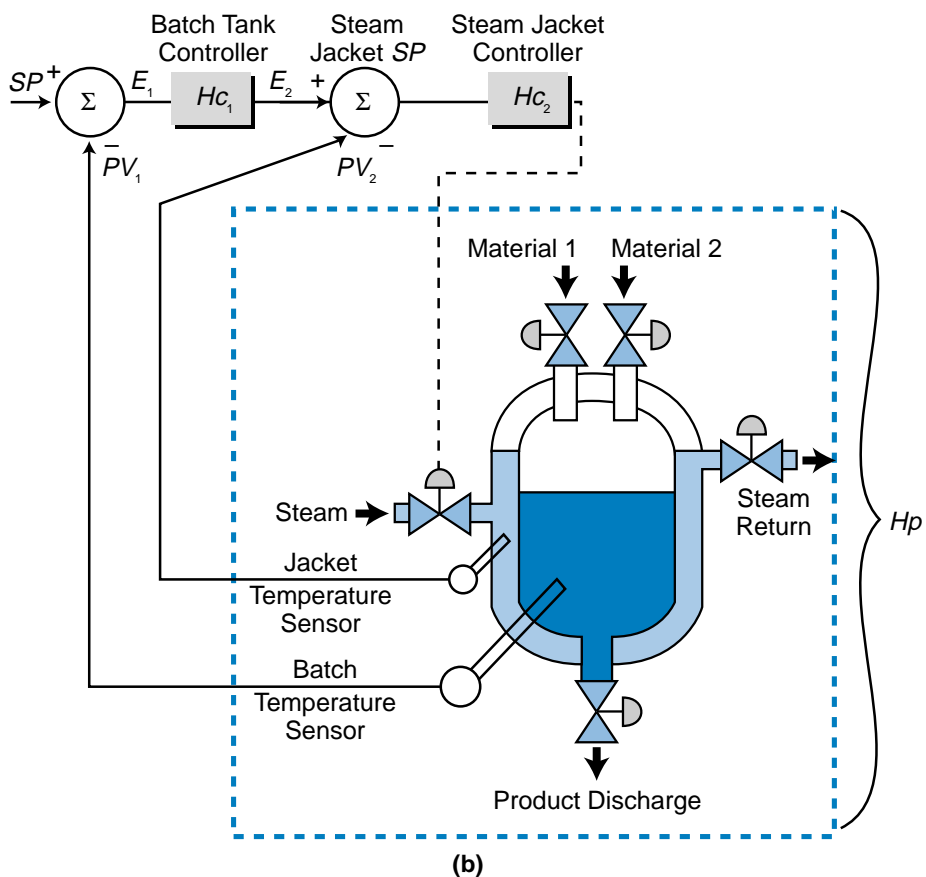 Batch Tank
Controller
Steam
Jacket SP
Steam Jacket
Controller
SP +
Σ
E₁
Hc₁
E₂
+
Σ
Hc₂
−
PV₁
PV₂
−
Material 1
Material 2
Steam
Steam
Return
Hp
Jacket
Temperature
Sensor
Batch
Temperature
Sensor
Product Discharge
(b)